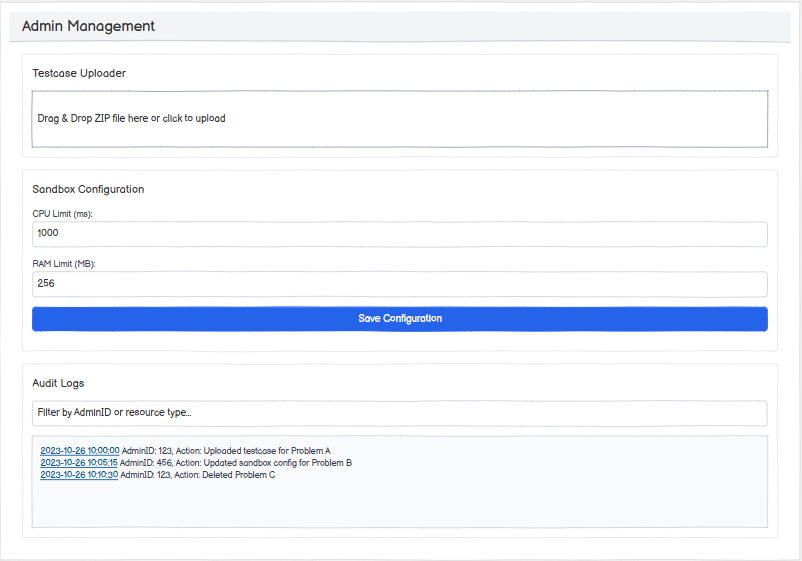 Admin Management
Testcase Uploader
Drag & Drop ZIP file here or click to upload
Sandbox Configuration
CPU Limit (ms):
1000
RAM Limit (MB):
256
Save Configuration
Audit Logs
Filter by AdminID or resource type...
2023-10-26 10:00:00 AdminID: 123, Action: Uploaded testcase for Problem A
2023-10-26 10:05:15 AdminID: 456, Action: Updated sandbox config for Problem B
2023-10-26 10:10:30 AdminID: 123, Action: Deleted Problem C